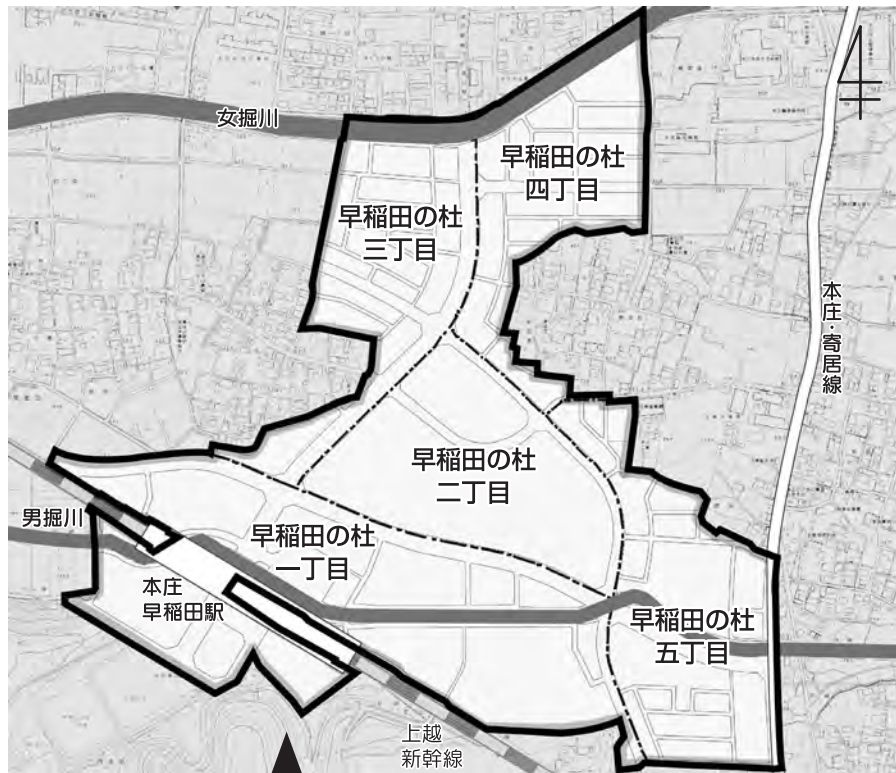 女堀川
早稲田の杜
四丁目
早稲田の杜
三丁目
本庄・寄居線
早稲田の杜
二丁目
男堀川
早稲田の杜
一丁目
本庄
早稲田駅
早稲田の杜
五丁目
上越
新幹線